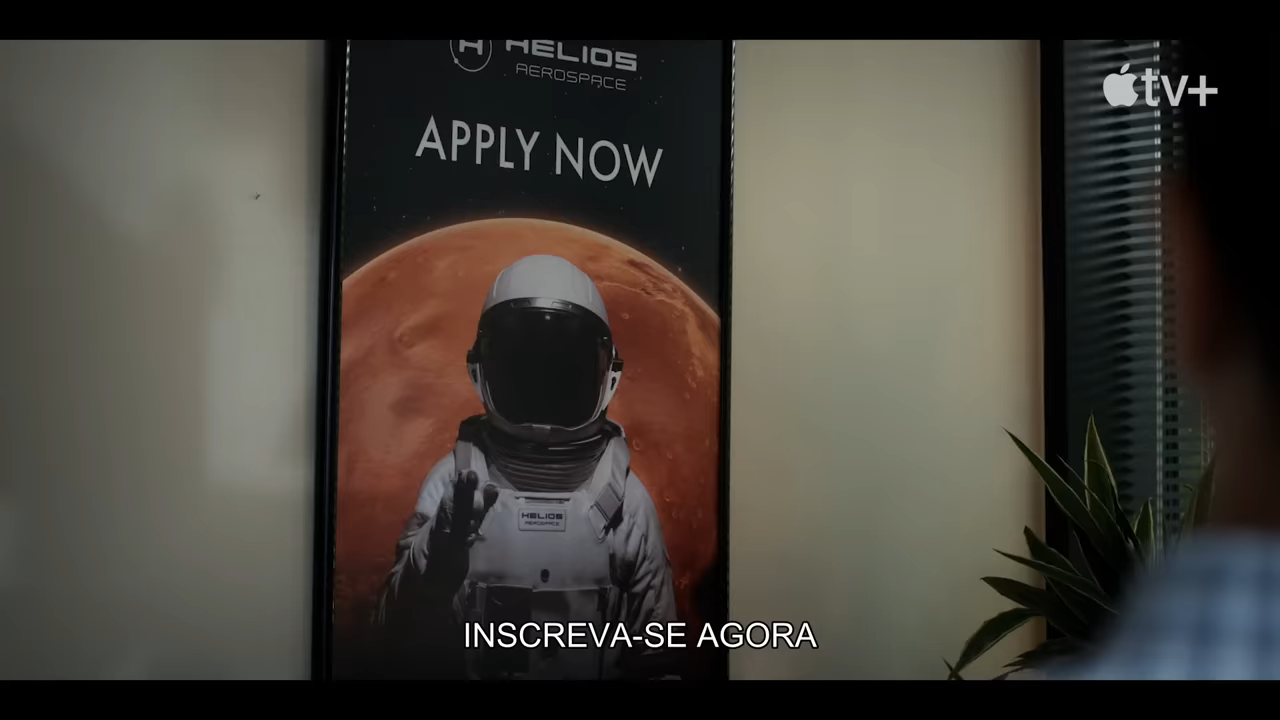 H HELIOS
AEROSPACE
tv+
APPLY NOW
HELIOS
AEROSPACE
INSCREVA-SE AGORA